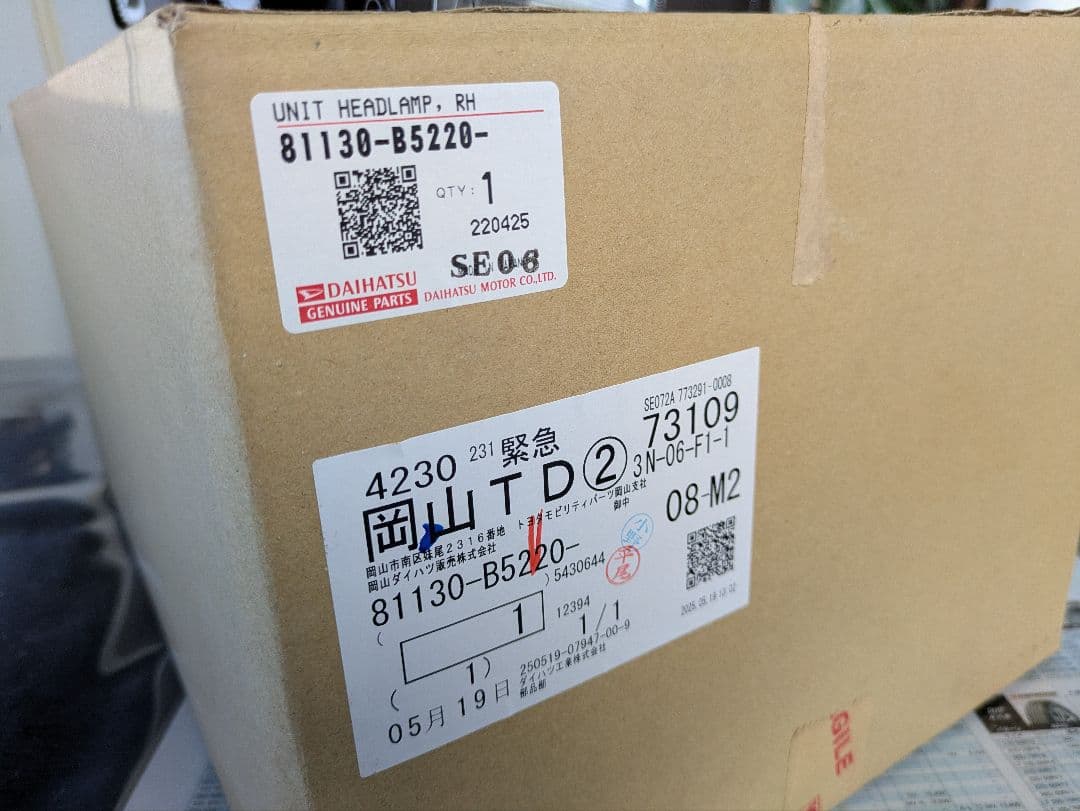 UNIT HEADLAMP, RH
81130-B5220-
QTY: 1
220425
SE06
DAIHATSU
GENUINE PARTS
DAIHATSU MOTOR CO.,LTD.
SE072A 773291-0008
4230 231 緊急 73109
岡山TD② 3N-06-F1-1
岡山市南区妹尾2316番地 トヨタモビリティパーツ岡山支社
岡山ダイハツ販売株式会社 御中
08-M2
小野
平尾
81130-B5220-
( )5430644
1 12394
( 1) 1/1
250519-07947-00-9
05月19日 ダイハツ工業株式会社
部品部
GILE